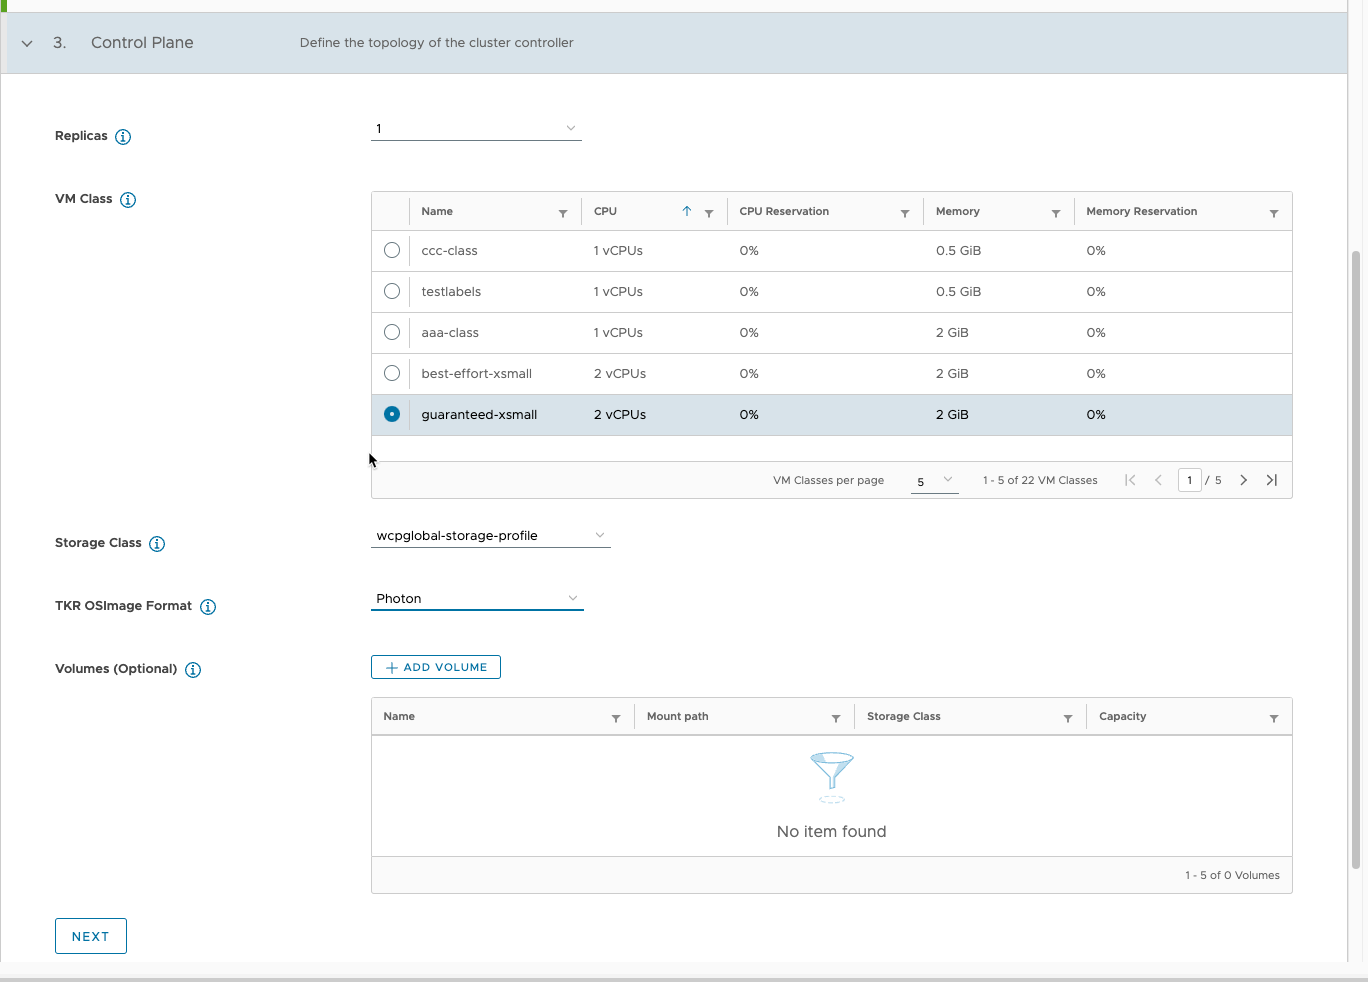 3. Control Plane Define the topology of the cluster controller
Replicas 1
VM Class
Name CPU CPU Reservation Memory Memory Reservation
ccc-class 1 vCPUs 0% 0.5 GiB 0%
testlabels 1 vCPUs 0% 0.5 GiB 0%
aaa-class 1 vCPUs 0% 2 GiB 0%
best-effort-xsmall 2 vCPUs 0% 2 GiB 0%
guaranteed-xsmall 2 vCPUs 0% 2 GiB 0%
VM Classes per page 5 1 - 5 of 22 VM Classes 1 / 5
Storage Class wcpglobal-storage-profile
TKR OSImage Format Photon
Volumes (Optional) ADD VOLUME
Name Mount path Storage Class Capacity
No item found
1 - 5 of 0 Volumes
NEXT